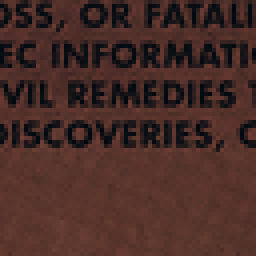 OSS, OR FATALI
EC INFORMATI
VIL REMEDIES T
DISCOVERIES, C